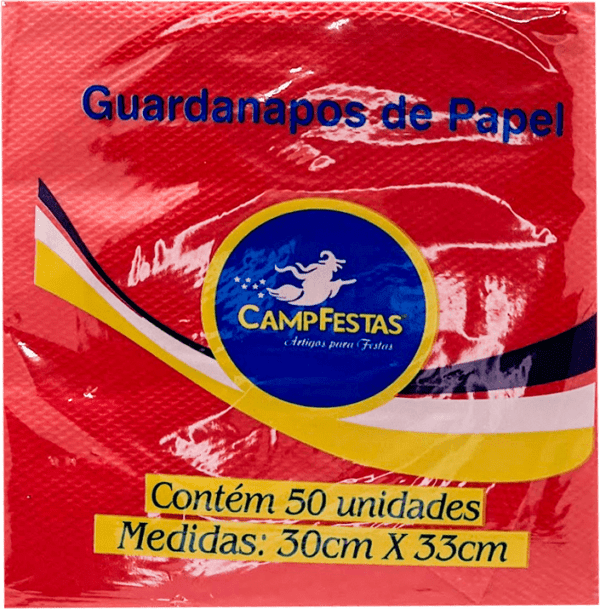 Guardanapos de Papel
CAMPFESTAS
Artigos para Festas
Contém 50 unidades
Medidas: 30cm X 33cm